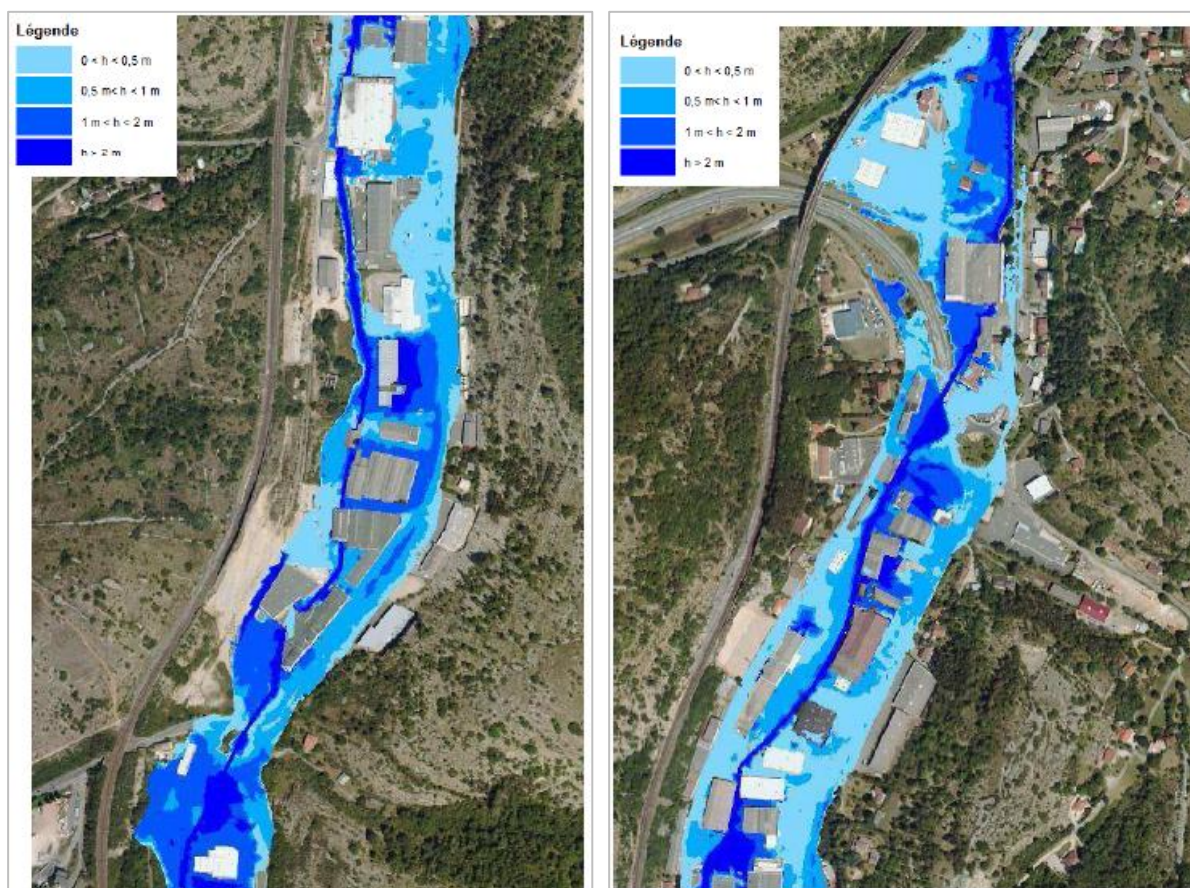 Légende
0 < h < 0,5 m
0,5 m< h < 1 m
1 m < h < 2 m
h > 2 m
Légende
0 < h < 0,5 m
0,5 m< h < 1 m
1 m < h < 2 m
h > 2 m